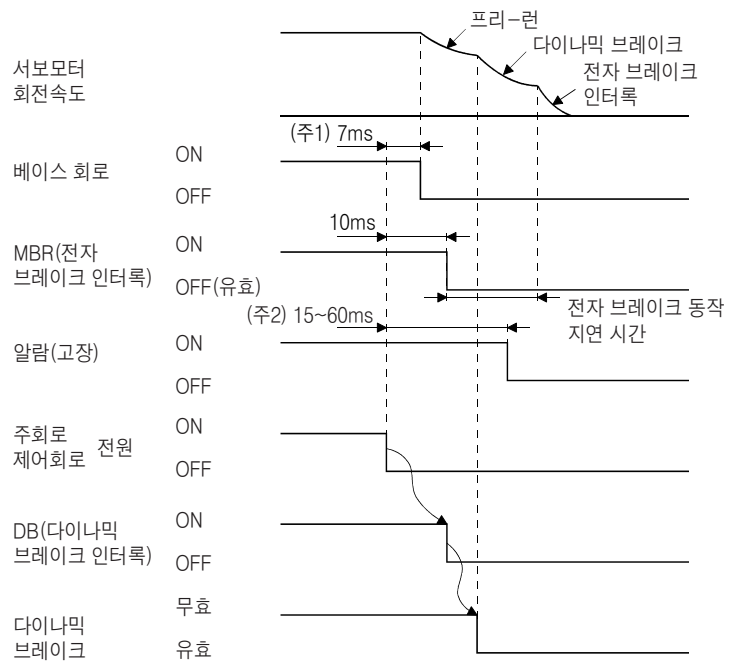 프리-런
다이나믹 브레이크
전자 브레이크
인터록
서보모터
회전속도
(주1) 7ms
베이스 회로
ON
OFF
10ms
MBR(전자
브레이크 인터록)
ON
OFF(유효)
전자 브레이크 동작
지연 시간
(주2) 15~60ms
알람(고장)
ON
OFF
주회로
제어회로
전원
ON
OFF
DB(다이나믹
브레이크 인터록)
ON
OFF
다이나믹
브레이크
무효
유효